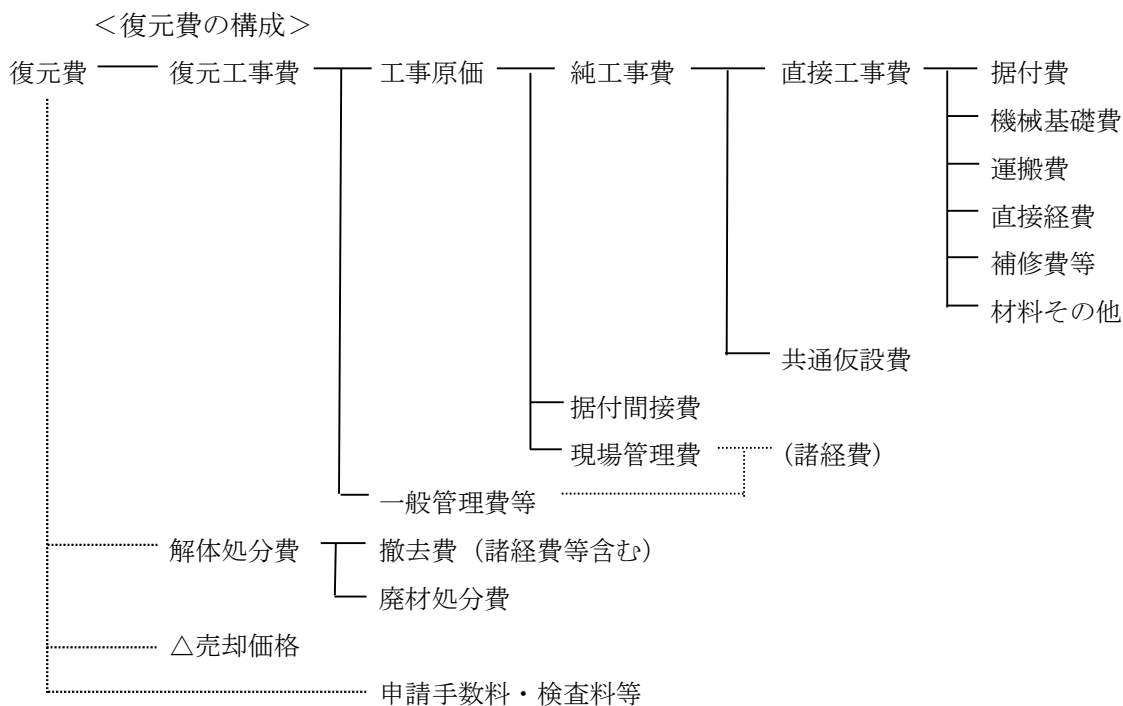 ＜復元費の構成＞
復元費 復元工事費 工事原価 純工事費 直接工事費 据付費
機械基礎費
運搬費
直接経費
補修費等
材料その他
共通仮設費
据付間接費
現場管理費 （諸経費）
一般管理費等
解体処分費 撤去費（諸経費等含む）
廃材処分費
△売却価格
申請手数料・検査料等